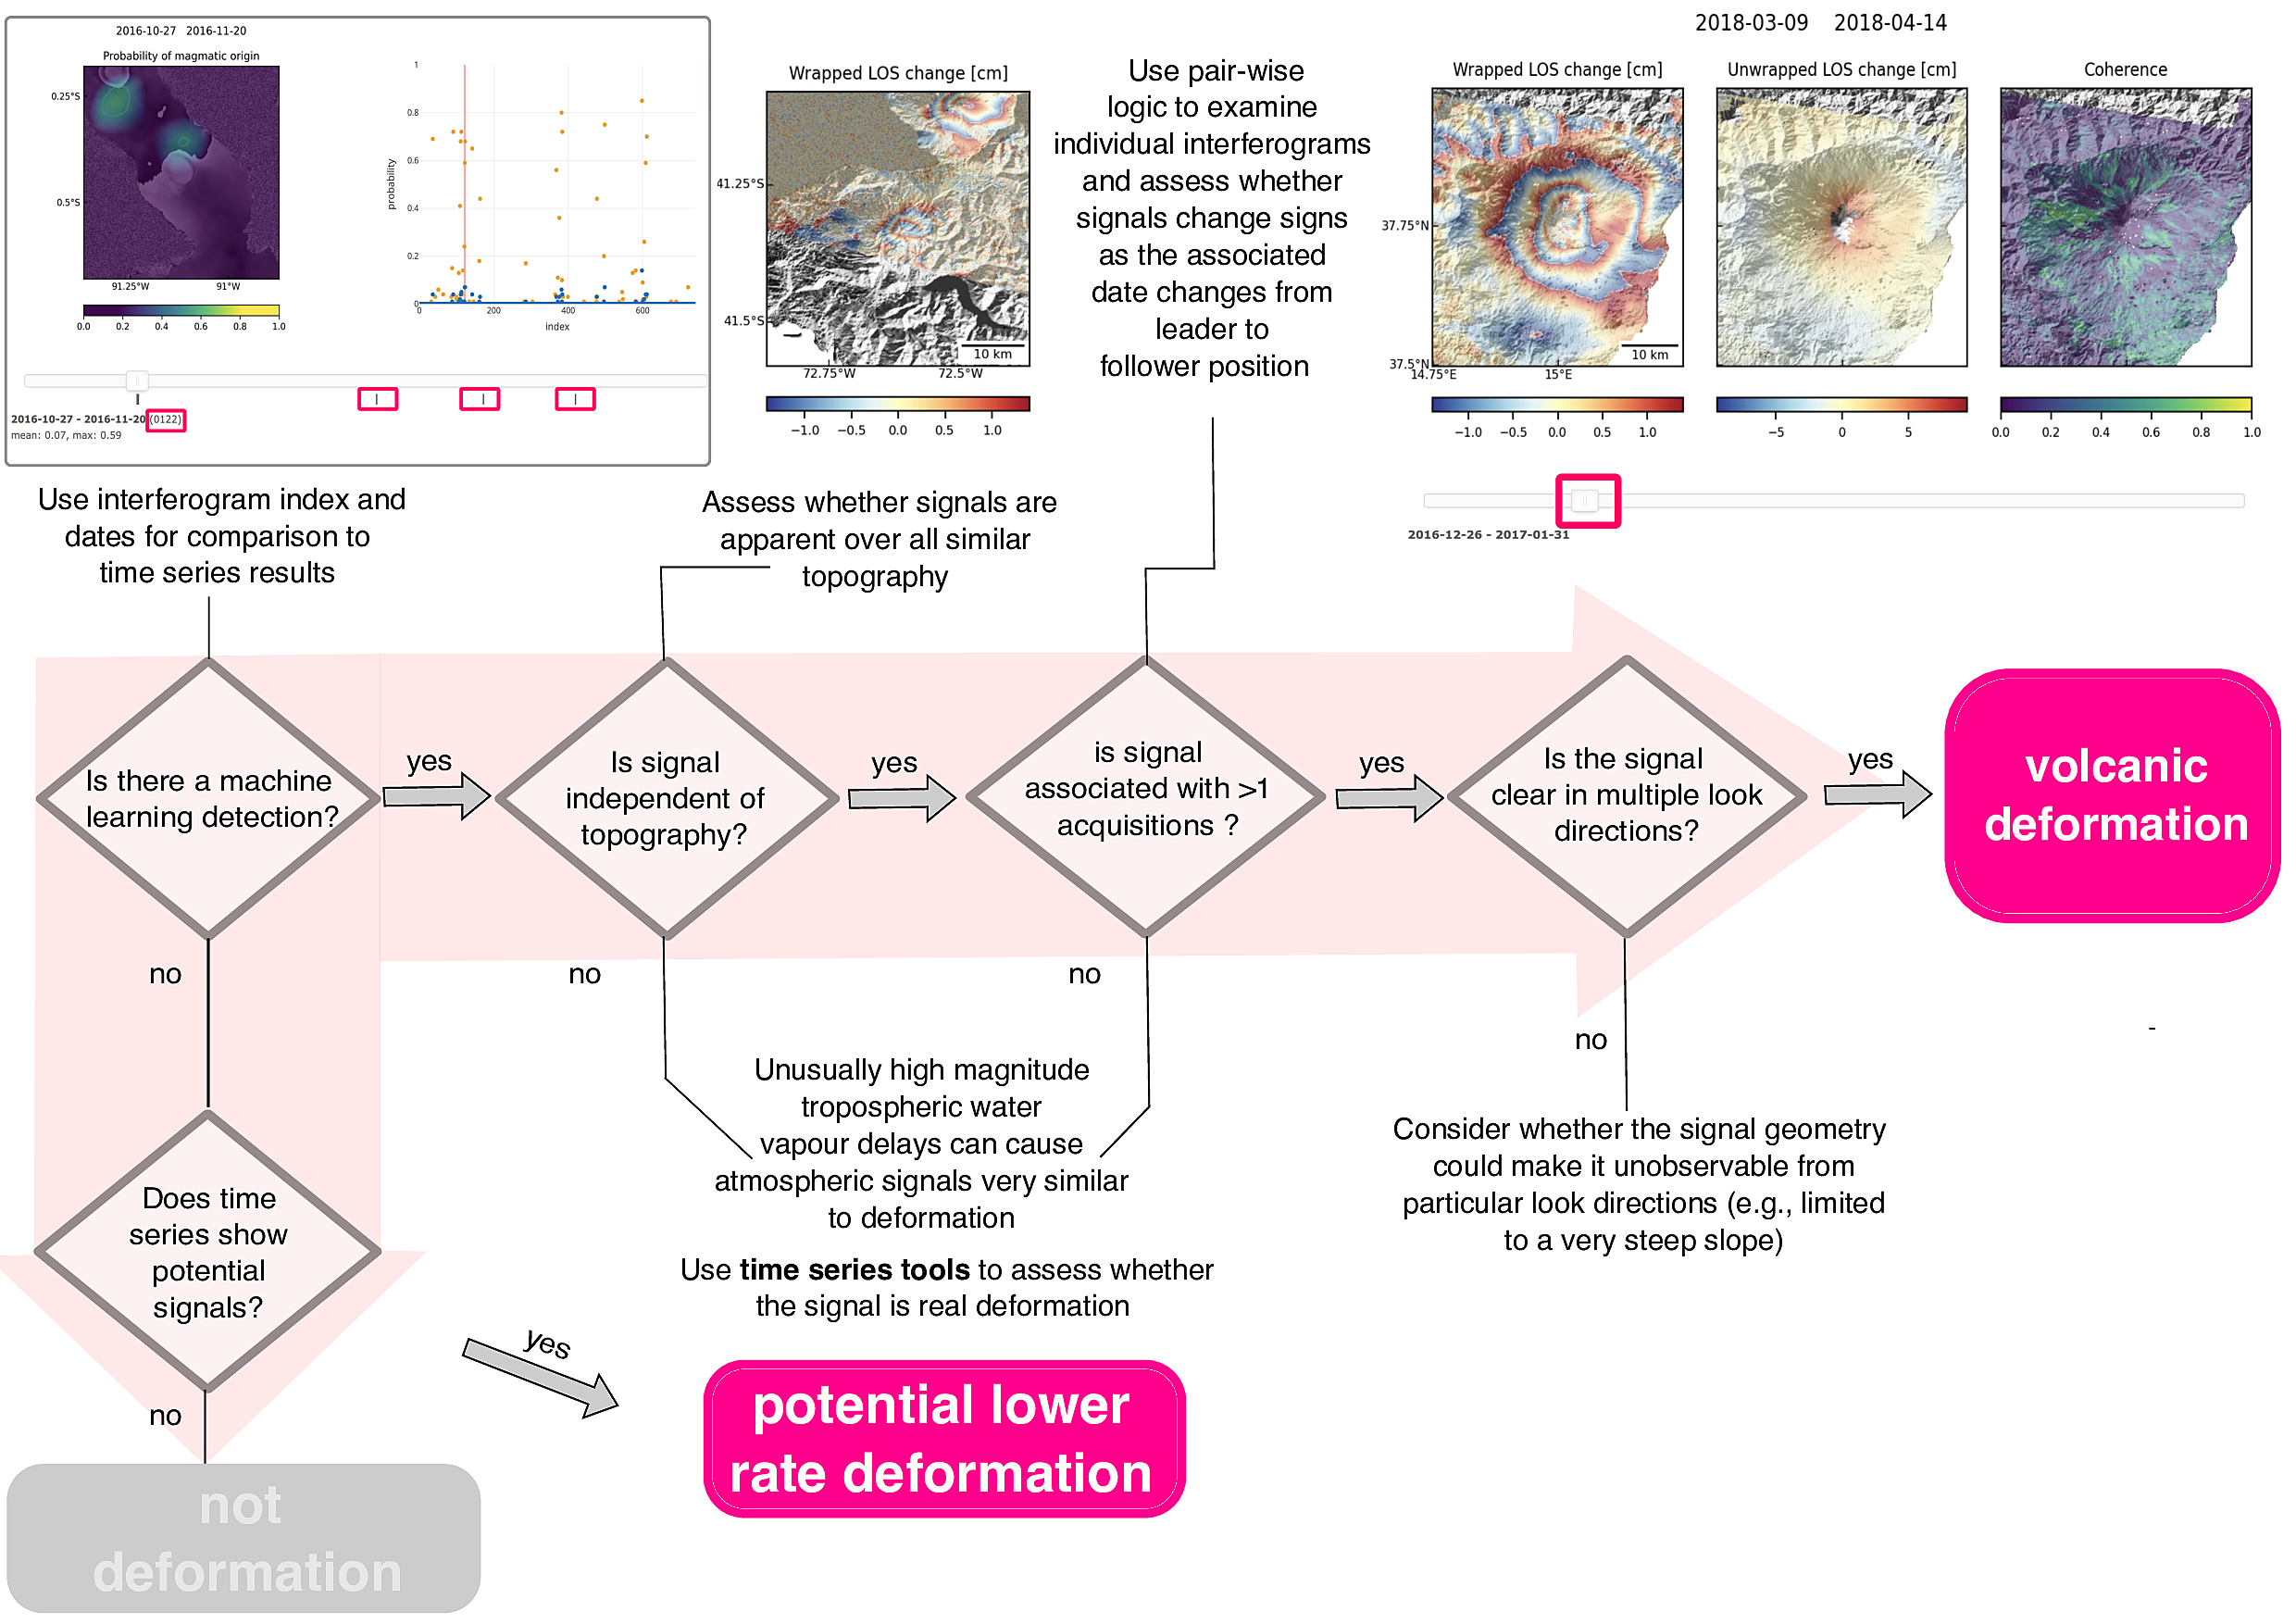 2016-10-27 2016-11-20
Probability of magmatic origin
0.25°S
0.5°S
91.25°W 91°W
0.0 0.2 0.4 0.6 0.8 1.0
1
0.8
0.6
0.4
0.2
0
probability
0 200 400 600
index
2016-10-27 - 2016-11-20 (0122)
mean: 0.07, max: 0.59
Wrapped LOS change [cm]
41.25°S
41.5°S
10 km
72.75°W 72.5°W
−1.0 −0.5 0.0 0.5 1.0
Use pair-wise
logic to examine
individual interferograms
and assess whether
signals change signs
as the associated
date changes from
leader to
follower position
2018-03-09 2018-04-14
Wrapped LOS change [cm]
37.75°N
37.5°N
10 km
14.75°E 15°E
−1.0 −0.5 0.0 0.5 1.0
Unwrapped LOS change [cm]
−5 0 5
Coherence
0.0 0.2 0.4 0.6 0.8 1.0
2016-12-26 - 2017-01-31
Use interferogram index and
dates for comparison to
time series results
Assess whether signals are
apparent over all similar
topography
Is there a machine
learning detection?
yes
Is signal
independent of
topography?
yes
is signal
associated with >1
acquisitions ?
yes
Is the signal
clear in multiple look
directions?
yes
volcanic
deformation
no
no
no
no
-
Unusually high magnitude
tropospheric water
vapour delays can cause
atmospheric signals very similar
to deformation
Use time series tools to assess whether
the signal is real deformation
Consider whether the signal geometry
could make it unobservable from
particular look directions (e.g., limited
to a very steep slope)
Does time
series show
potential
signals?
yes
potential lower
rate deformation
no
not
deformation